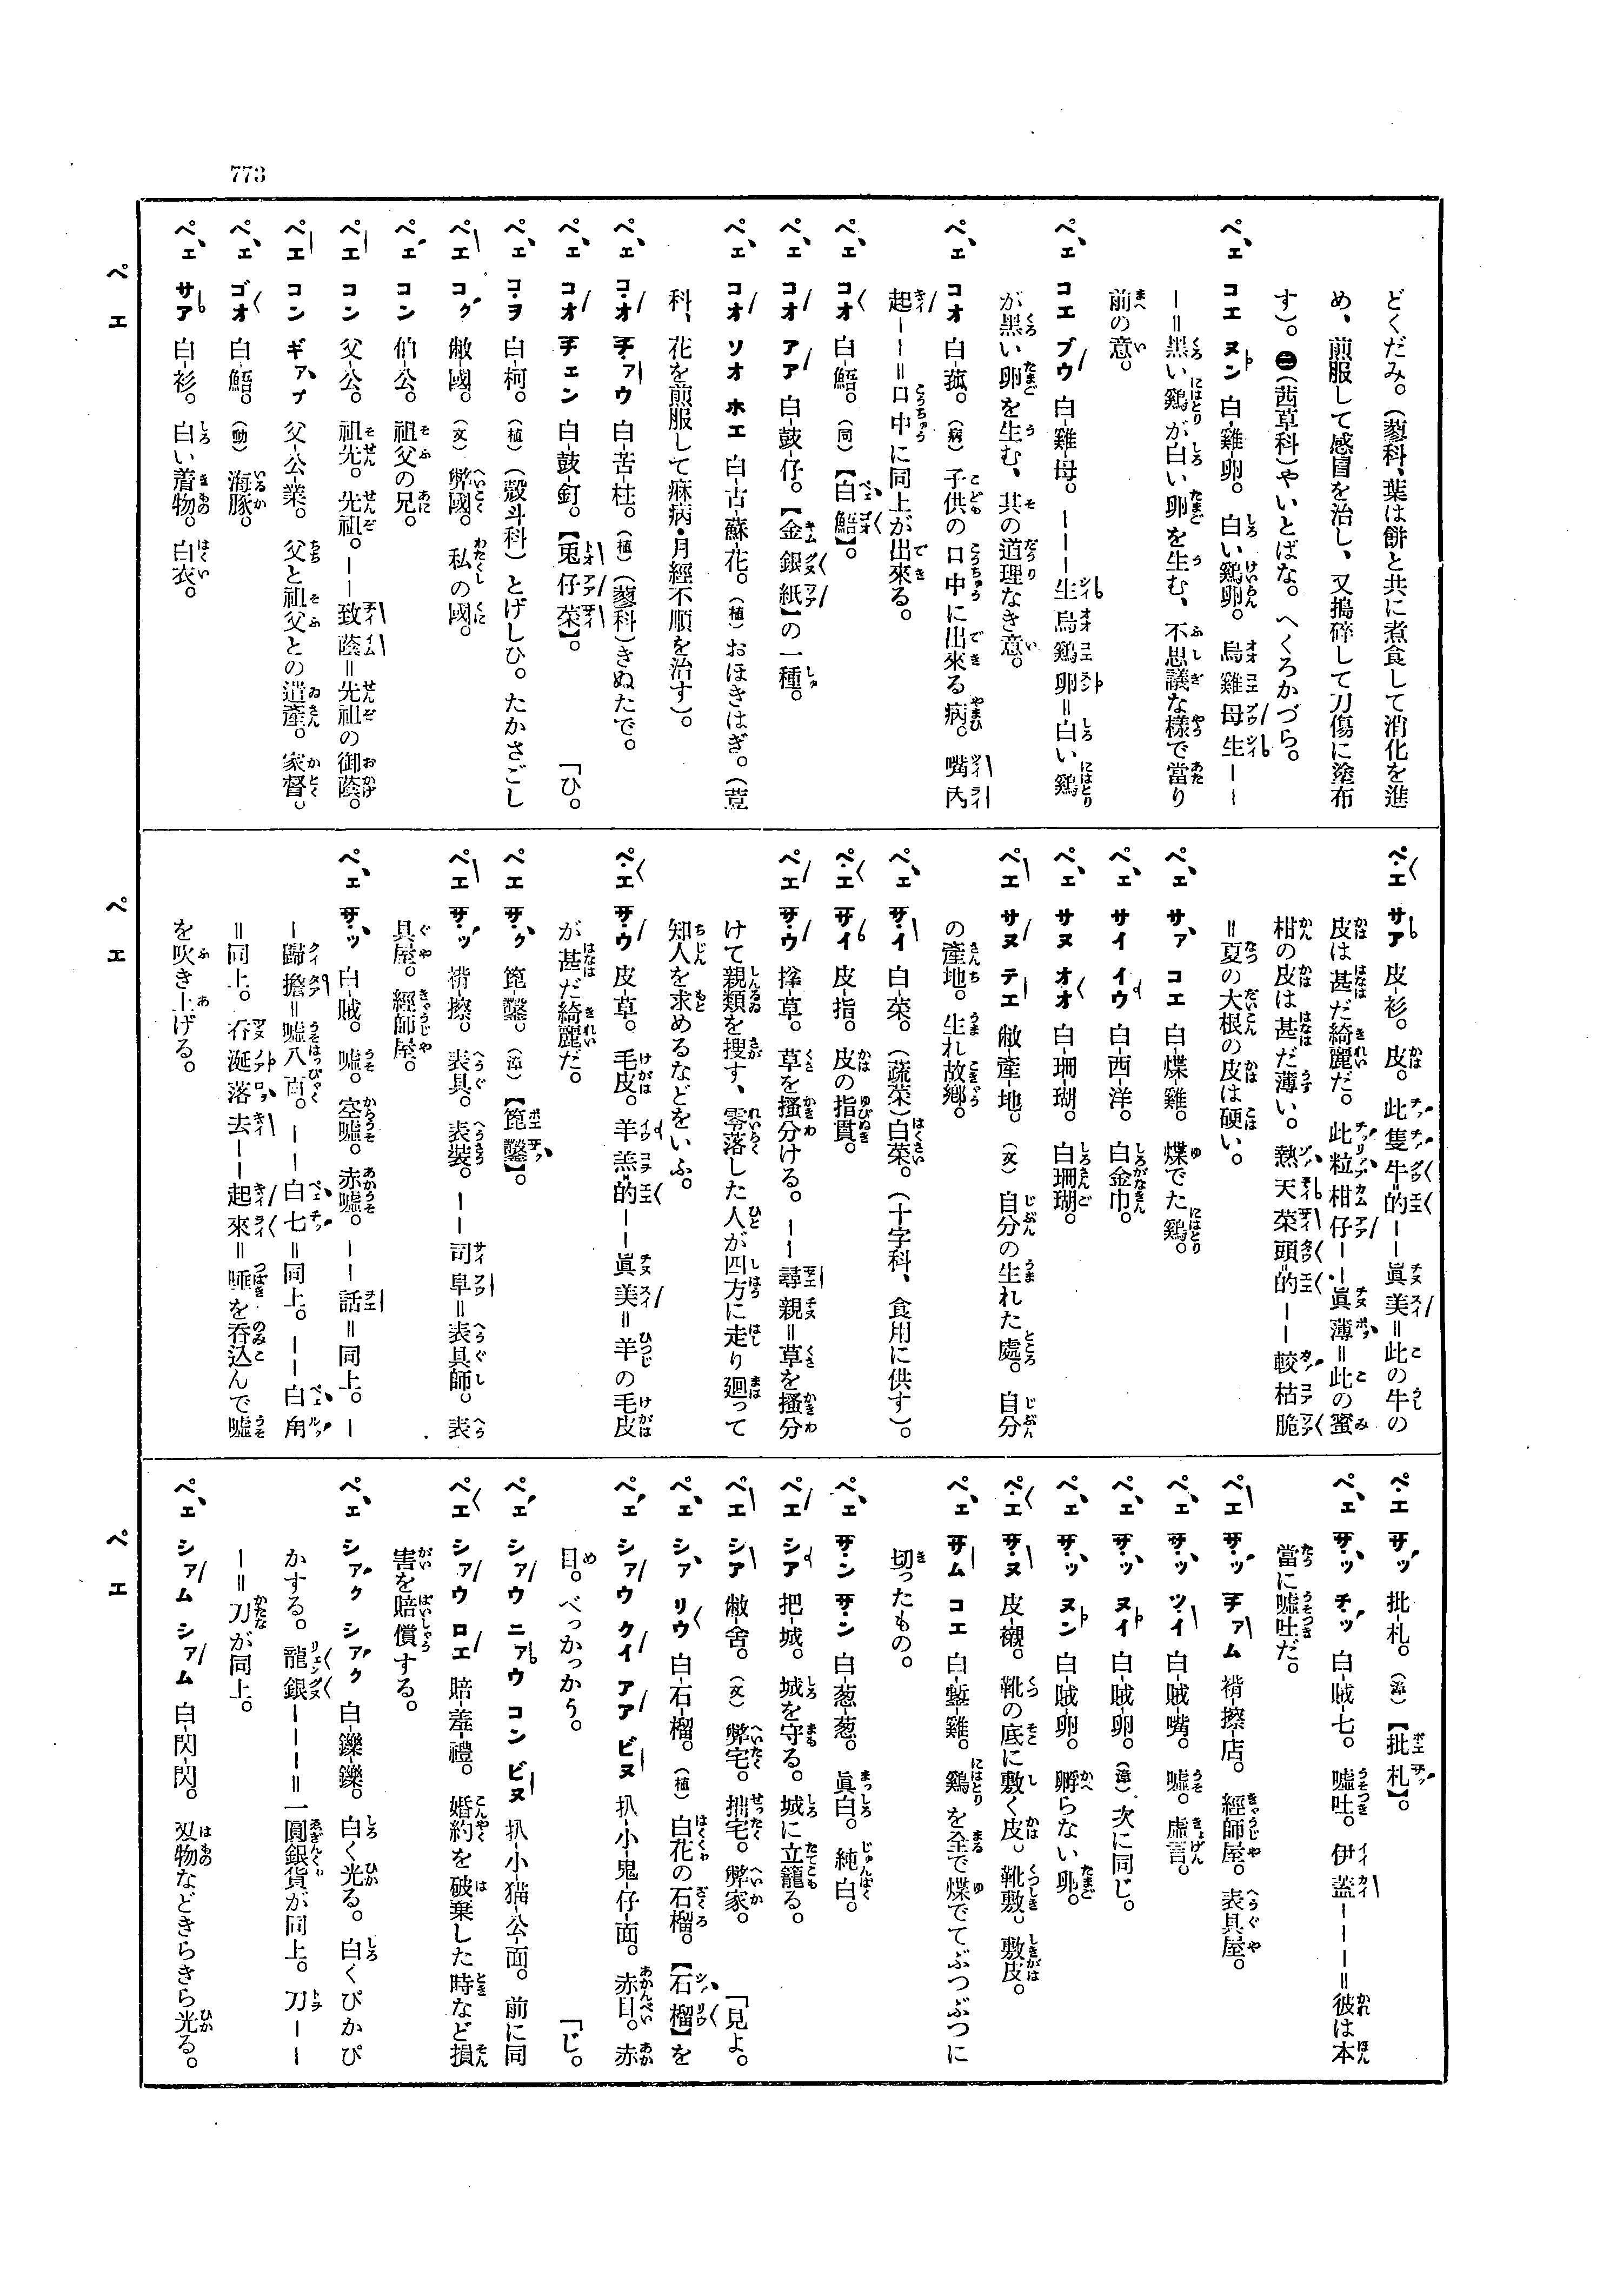 773
どくだみ。(蓼科、葉は餅と共に煮食して消化を進
め、煎服して感冒を治し、又搗碎して刀傷に塗布
す)。㊁(茜草科)やいとばな。へくろかづら。
ペェ コエ ヌン 白-雞-卵。 白い鷄卵。 烏雞母生——
—=黑い鷄が白い卵を生む、不思議な樣で當り
前の意。
ペェ コエ ブウ 白-雞-母。 ———生烏鷄卵=白い鷄
が黑い卵を生む、其の道理なき意。
ペェ コオ 白-菰。(病) 子供の口中に出來る病。 嘴內
起——=口中に同上が出來る。
ペェ コオ 白-鯃。(同)【白鯃】。
ペェ コオ アア 白-鼓-仔。【金銀紙】の一種。
ペェ コオ ソオ ホエ 白-古-蘇-花。(植) おほきはぎ。(荳
科、花を煎服して痳病・月經不順を治す)。
ペェ コオ チァウ 白-苦-柱。(植)(蓼科)きぬたで。
ペェ コオ チェン 白-鼓-釘。【兎仔菜】。 「ひ。
ペェ コヲ 白-柯。(植)(殼斗科) とげしひ。たかさごし
ペエ コク 敝-國。(文) 弊國。 私の國。
ペェ コン 伯-公。 祖父の兄。
ペエ コン 父-公。 祖先。先祖。——致蔭=先祖の御蔭。
ペエ コン ギァプ 父-公-業。 父と祖父との遺產。家督。
ペェ ゴオ 白-鯃。(動) 海豚。
ペェ サア 白-衫。 白い着物。白衣。
ペエ サア 皮-衫。 皮。 此隻牛的——眞美=此の牛の
皮は甚だ綺麗だ。 此粒柑仔——眞薄=此の蜜
柑の皮は甚だ薄い。 熱天菜頭的——較枯脆
=夏の大根の皮は硬い。
ペェ サァ コエ 白-煠-雞。 煠でた鷄。
ペェ サイ イウ 白-西-洋。 白金巾。
ペェ サヌ オオ 白-珊-瑚。 白珊瑚。
ペエ サヌ テエ 敝-產-地。(文) 自分の生れた處。自分
の產地。生れ故鄕。
ペェ サイ 白-菜。(蔬菜)白菜。(十字科、食用に供す)。
ペエ サイ 皮-指。 皮の指貫。
ペエ サウ 擇-草。 草を搔分ける。——尋親=草を搔分
けて親類を搜す、零落した人が四方に走り廻って
知人を求めるなどをいふ。
ペエ サウ 皮-草。 毛皮。 羊羔的——眞美=羊の毛皮
が甚だ綺麗だ。
ペエ サク 箆-鑿。(漳)【箆鑿】。
ペエ サッ 褙-擦。 表具。表裝。——司阜=表具師。表
具屋。經師屋。
ペェ サッ 白-賊。 噓。空噓。赤噓。——話=同上。—
—歸擔=噓八百。——白七=同上。——白角
=同上。 吞涎落去——起來=唾を吞込んで噓
を吹き上げる。
ペエ サッ 批-札。(漳)【批札】。
ペェ サッ チッ 白-賊-七。 噓吐。 伊蓋———=彼は本
當に噓吐だ。
ペエ サッ チァム 褙-擦-店。 經師屋。表具屋。
ペェ サッ ツイ 白-賊-嘴。 噓。虛言。
ペェ サッ ヌイ 白-賊-卵。(漳) 次に同じ。
ペェ サッ ヌン 白-賊-卵。 孵らない卵。
ペエ サヌ 皮-襯。 靴の底に敷く皮。靴敷。敷皮。
ペェ サム コエ 白-菨-雞。 鷄を全で煠でてぶつぶつに
切ったもの。
ペェ サン サン 白-葱-葱。 眞白。純白。
ペエ シア 把-城。 城を守る。城に立籠る。
ペエ シア 敝-舍。(文) 弊宅。拙宅。弊家。 「見よ。
ペェ シァ リウ 白-石-榴。(植) 白花の石榴。【石榴】を
ペェ シァウ クイ アア ビヌ 扒-小-鬼-仔-面。 赤目。赤
目。べっかっかう。 「じ。
ペェ シァウ ニァウ コン ビヌ 扒-小-猫-公-面。 前に同
ペエ シァウ ロエ 賠-羞-禮。 婚約を破棄した時など損
害を賠償する。
ペェ シァク シァク 白-鑠-鑠。 白く光る。白くぴかぴ
かする。 龍銀———=一圓銀貨が同上。 刀——
—=刀が同上。
ペェ シァム シァム 白-閃-閃。 刄物などきらきら光る。
ペエ
ペエ
ペエ